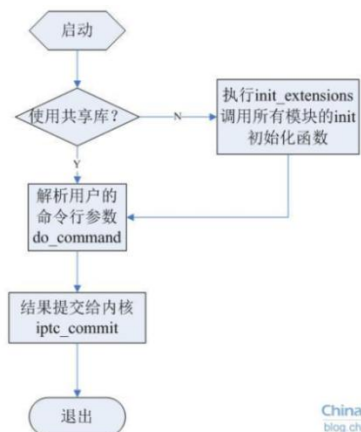 启动
使用共享库？
N
执行init_extensions
调用所有模块的init
初始化函数
Y
解析用户的
命令行参数
do_command
结果提交给内核
iptc_commit
退出
China
blog.ch